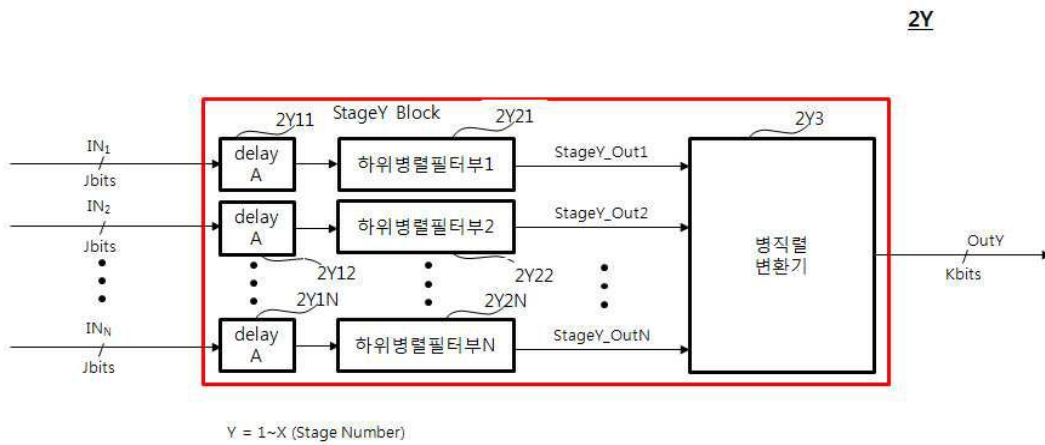 2Y
StageY Block
2Y11
2Y21
2Y3
IN1
Jbits
delay
A
하위병렬필터부1
StageY_Out1
IN2
Jbits
delay
A
하위병렬필터부2
StageY_Out2
병직렬
변환기
OutY
Kbits
2Y12
2Y22
2Y1N
2Y2N
INN
Jbits
delay
A
하위병렬필터부N
StageY_OutN
Y = 1~X (Stage Number)